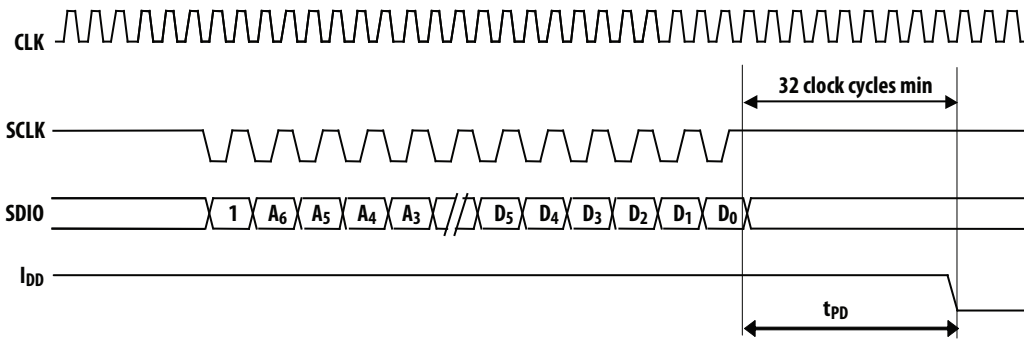 CLK
32 clock cycles min
SCLK
SDIO 1 A6 A5 A4 A3 D5 D4 D3 D2 D1 D0
IDD
tPD